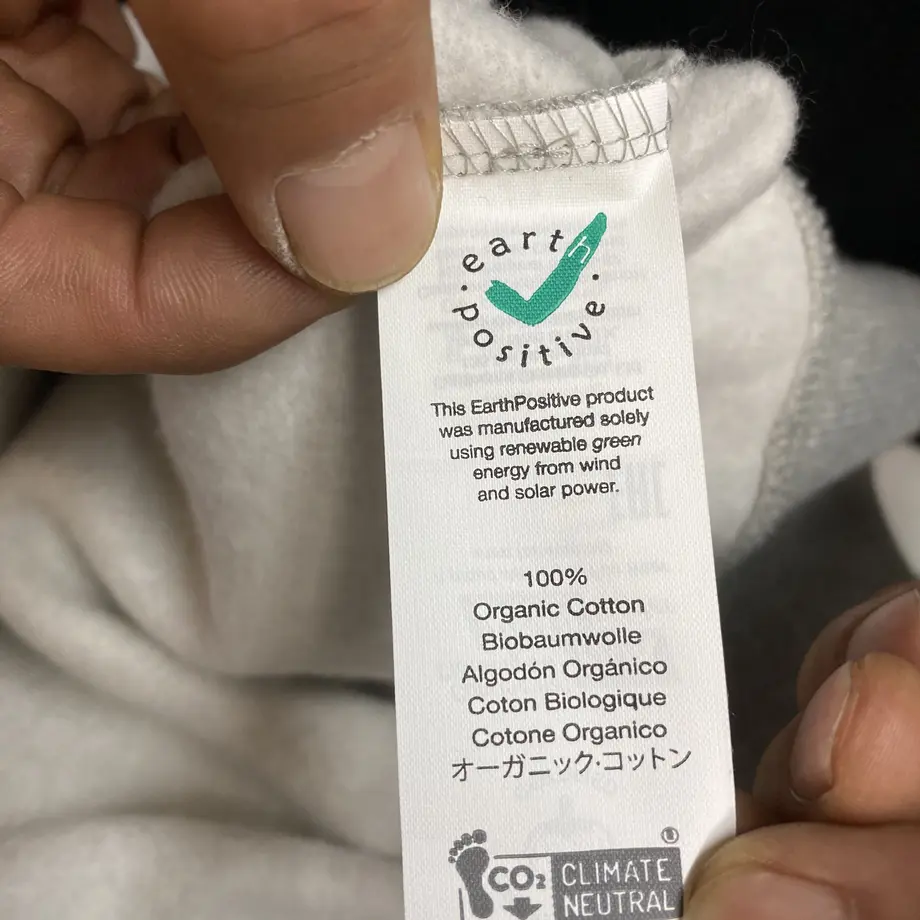 earth
positive
This EarthPositive product
was manufactured solely
using renewable green
energy from wind
and solar power.
100%
Organic Cotton
Biobaumwolle
Algodón Orgánico
Coton Biologique
Cotone Organico
オーガニック·コットン
CO₂
CLIMATE
NEUTRAL